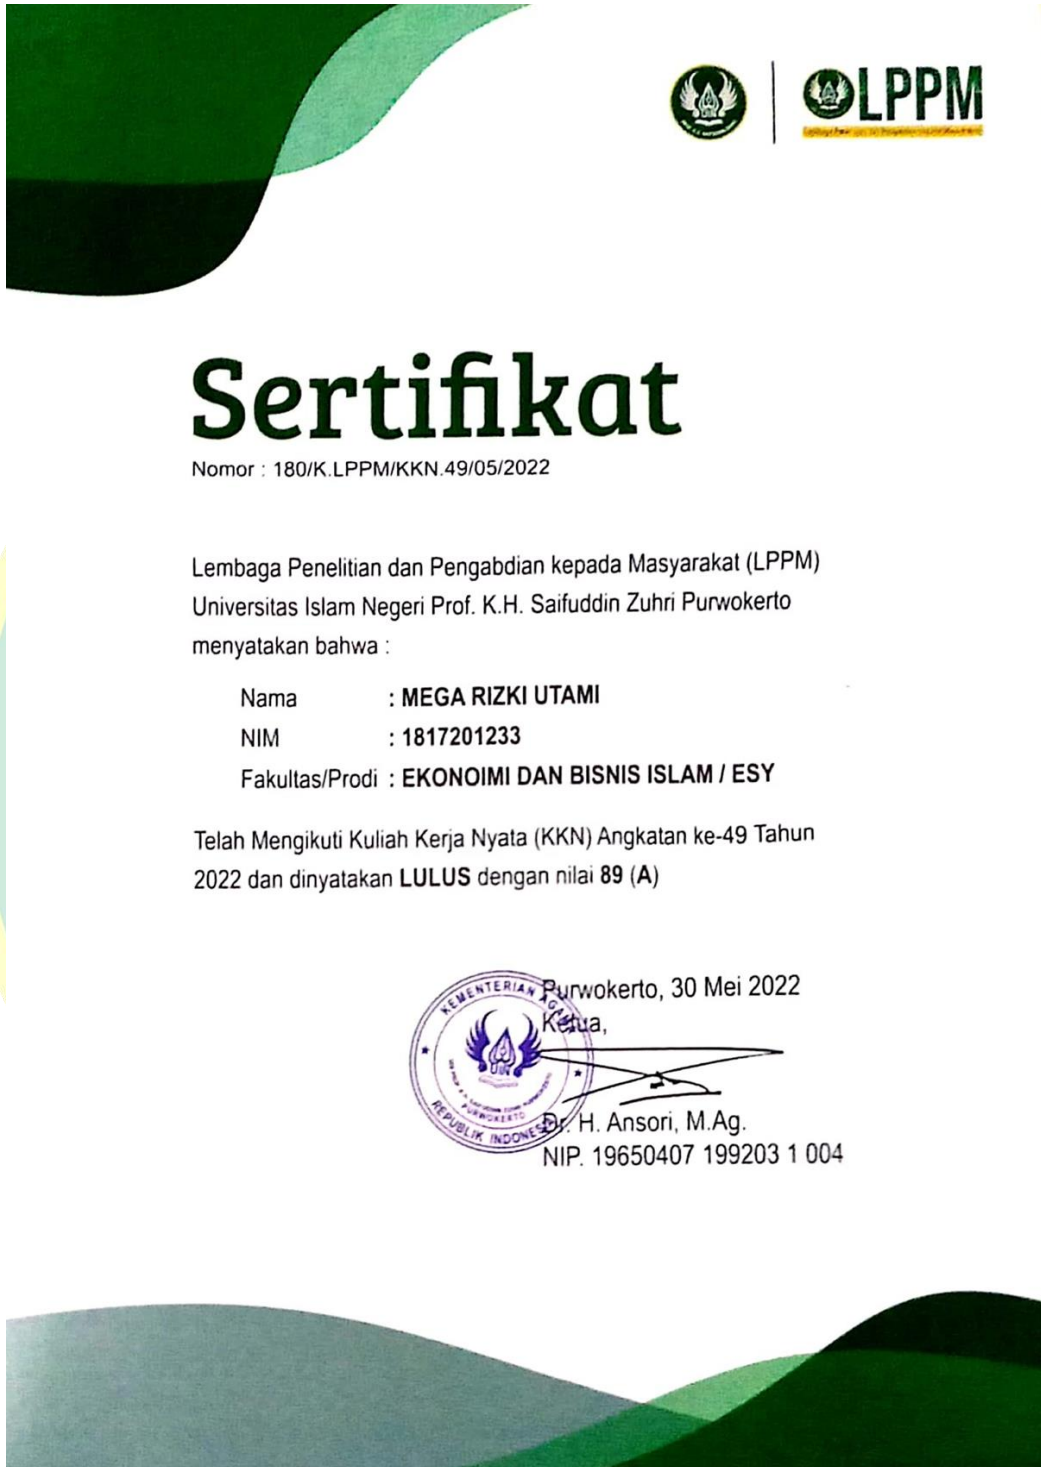 LPPM
Sertifikat
Nomor : 180/K.LPPM/KKN.49/05/2022
Lembaga Penelitian dan Pengabdian kepada Masyarakat (LPPM)
Universitas Islam Negeri Prof. K.H. Saifuddin Zuhri Purwokerto
menyatakan bahwa :
Nama : MEGA RIZKI UTAMI
NIM : 1817201233
Fakultas/Prodi : EKONOIMI DAN BISNIS ISLAM / ESY
Telah Mengikuti Kuliah Kerja Nyata (KKN) Angkatan ke-49 Tahun
2022 dan dinyatakan LULUS dengan nilai 89 (A)
Purwokerto, 30 Mei 2022
Ketua,
KEMENTERIAN AGAMA
UIN
PURWOKERTO
REPUBLIK INDONESIA
Dr. H. Ansori, M.Ag.
NIP. 19650407 199203 1 004